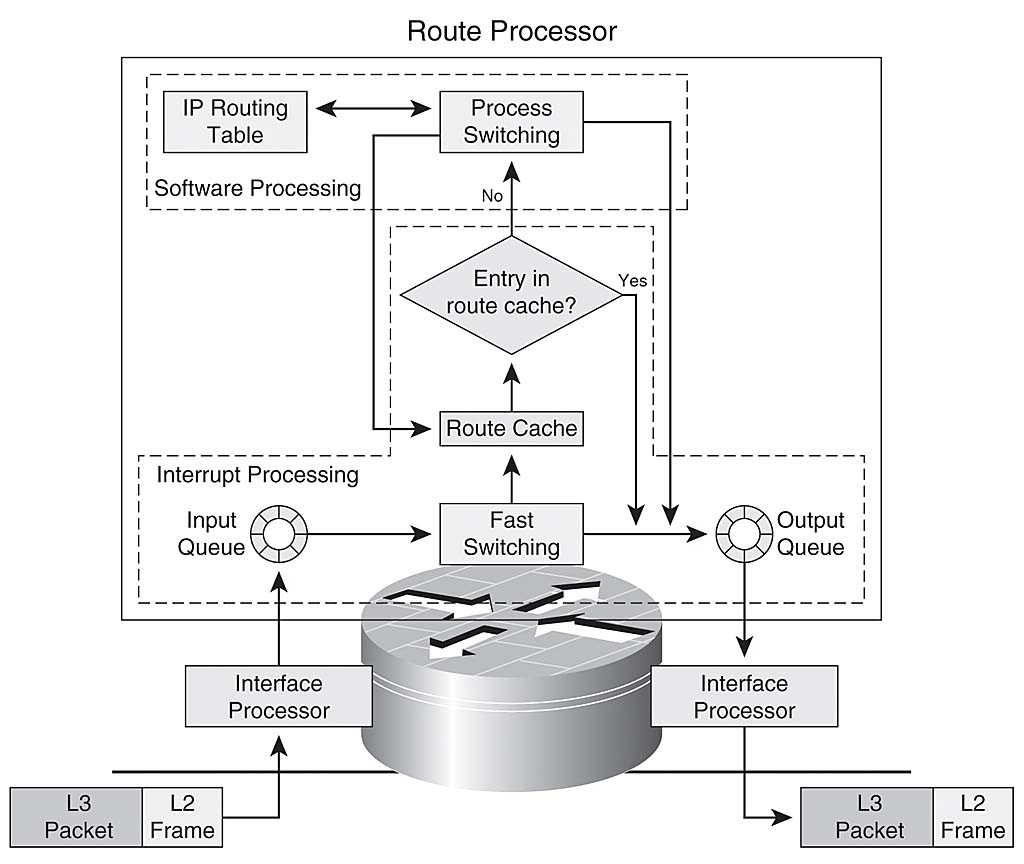 Route Processor
IP Routing
Table
Process
Switching
Software Processing
No
Entry in
route cache?
Yes
Route Cache
Interrupt Processing
Input
Queue
Fast
Switching
Output
Queue
Interface
Processor
Interface
Processor
L3
Packet
L2
Frame
L3
Packet
L2
Frame